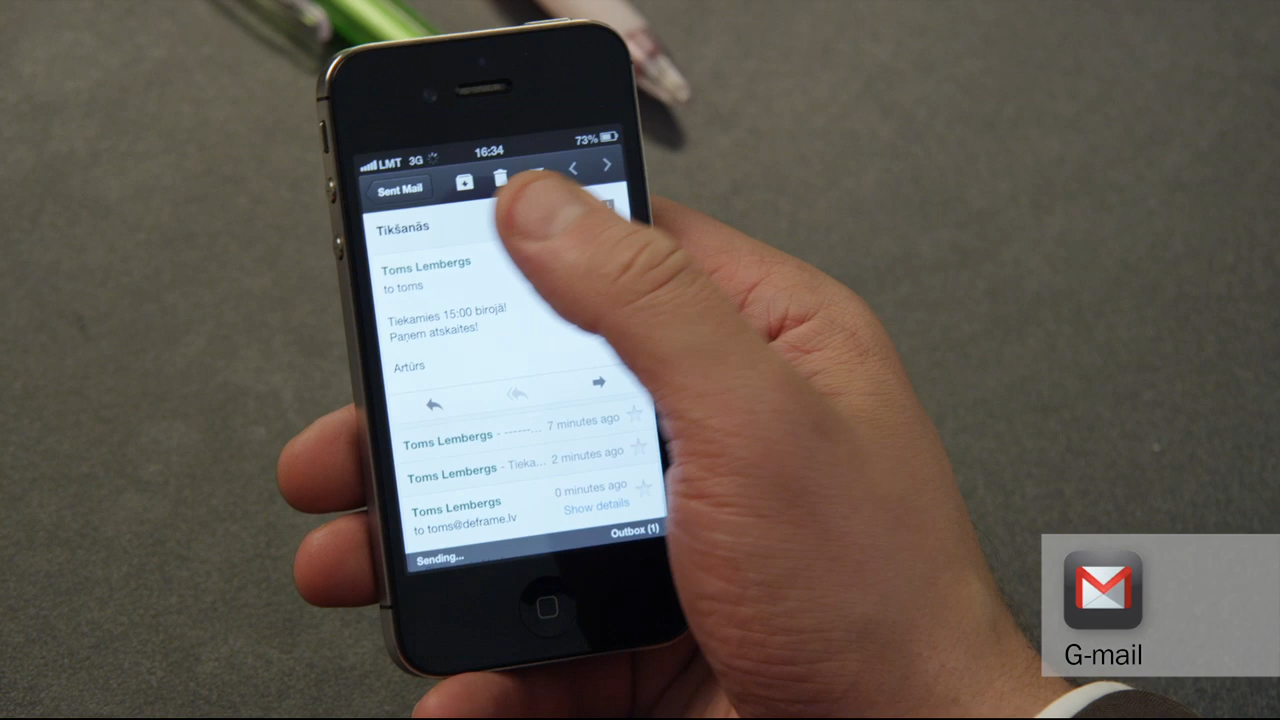 LMT 3G 16:34 73%
Sent Mail
Tikšanās
Toms Lembergs
to toms
Tiekamies 15:00 birojā!
Paņem atskaites!
Artūrs
Toms Lembergs - ------... 7 minutes ago
Toms Lembergs - Tieka... 2 minutes ago
Toms Lembergs 0 minutes ago
to toms@deframe.lv Show details
Sending... Outbox (1)
G-mail